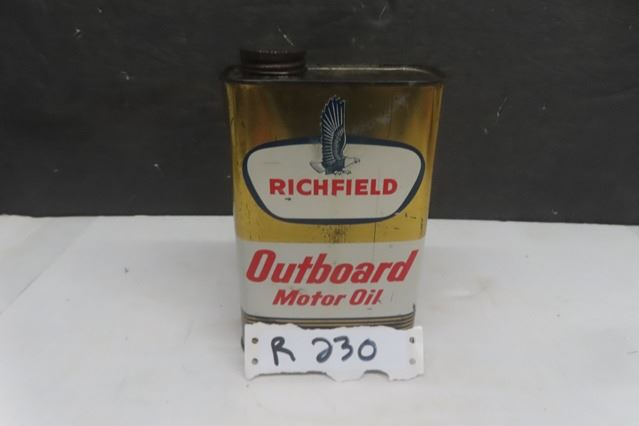 RICHFIELD
Outboard
Motor Oil
R 230